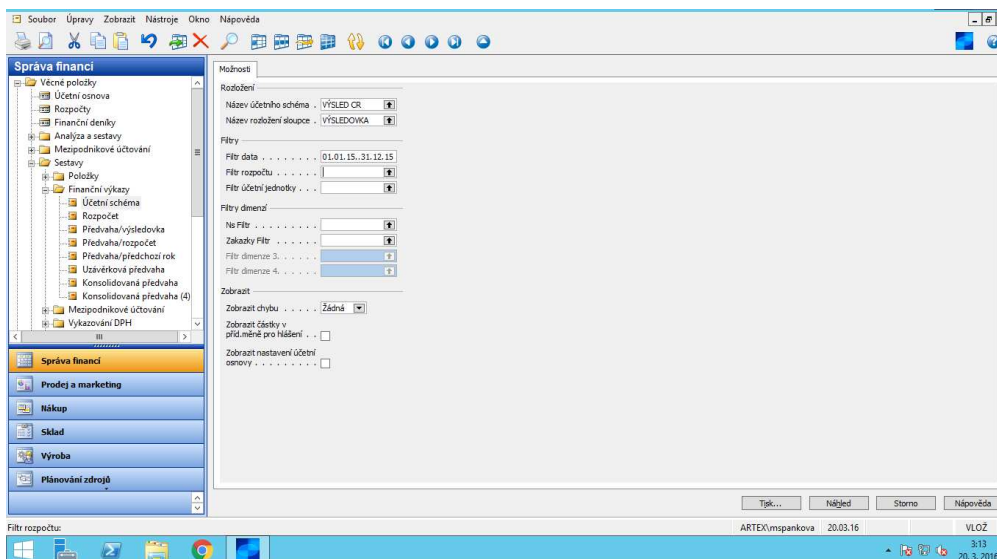 Soubor Úpravy Zobrazit Nástroje Okno Nápověda
Správa financí
Věcné položky
Účetní osnova
Rozpočty
Finanční deníky
Analýza a sestavy
Mezipodnikové účtování
Sestavy
Položky
Finanční výkazy
Účetní schéma
Rozpočet
Předvaha/výsledovka
Předvaha/rozpočet
Předvaha/předchozí rok
Uzávěrková předvaha
Konsolidovaná předvaha
Konsolidovaná předvaha (4)
Mezipodnikové účtování
Vykazování DPH
Správa financí
Prodej a marketing
Nákup
Sklad
Výroba
Plánování zdrojů
Možnosti
Rozložení
Název účetního schéma . VÝSLED CR
Název rozložení sloupce . VÝSLEDOVKA
Filtry
Filtr data . . . . . . . . 01.01.15..31.12.15
Filtr rozpočtu . . . . . .
Filtr účetní jednotky . . .
Filtry dimenzí
Ns Filtr . . . . . . . . .
Zakazky Filtr . . . . . .
Filtr dimenze 3. . . . . .
Filtr dimenze 4. . . . . .
Zobrazit
Zobrazit chybu . . . . . Žádná
Zobrazit částky v
příd.měně pro hlášení . .
Zobrazit nastavení účetní
osnovy . . . . . . . . .
Tisk... Náhled Storno Nápověda
Filtr rozpočtu: ARTEX\mspankova 20.03.16 VLOŽ
3:13
20. 3. 2016